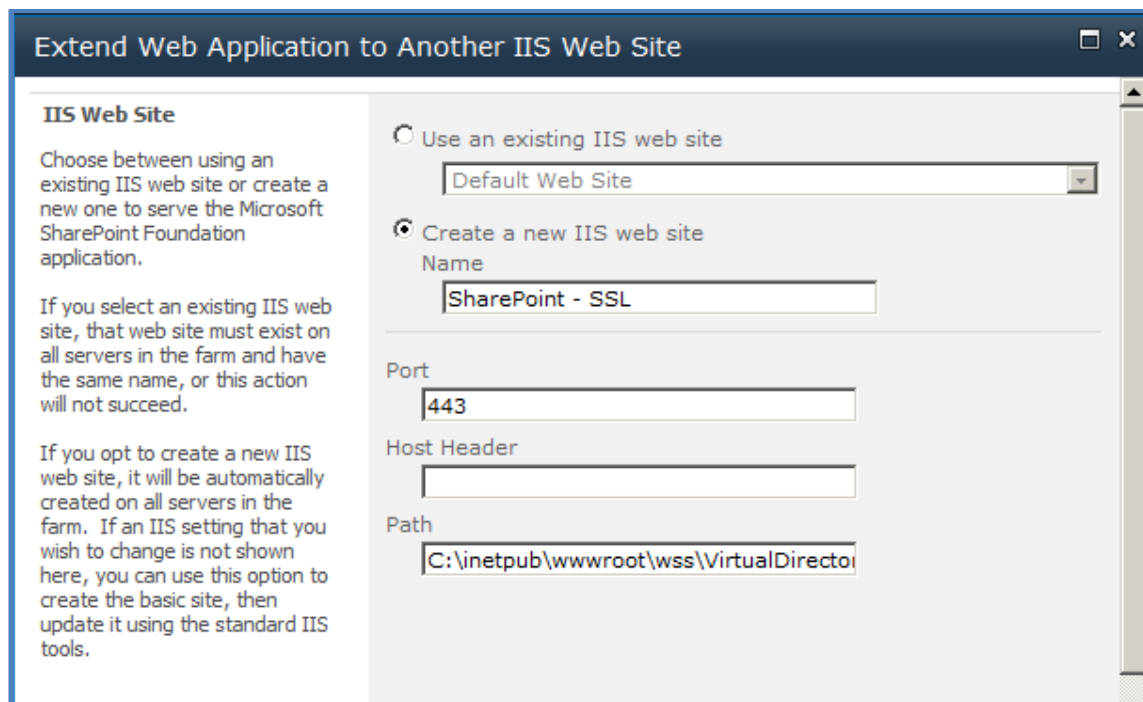 Extend Web Application to Another IIS Web Site
IIS Web Site
Choose between using an
existing IIS web site or create a
new one to serve the Microsoft
SharePoint Foundation
application.
If you select an existing IIS web
site, that web site must exist on
all servers in the farm and have
the same name, or this action
will not succeed.
If you opt to create a new IIS
web site, it will be automatically
created on all servers in the
farm.  If an IIS setting that you
wish to change is not shown
here, you can use this option to
create the basic site, then
update it using the standard IIS
tools.
Use an existing IIS web site
Default Web Site
Create a new IIS web site
Name
SharePoint - SSL
Port
443
Host Header
Path
C:\inetpub\wwwroot\wss\VirtualDirector